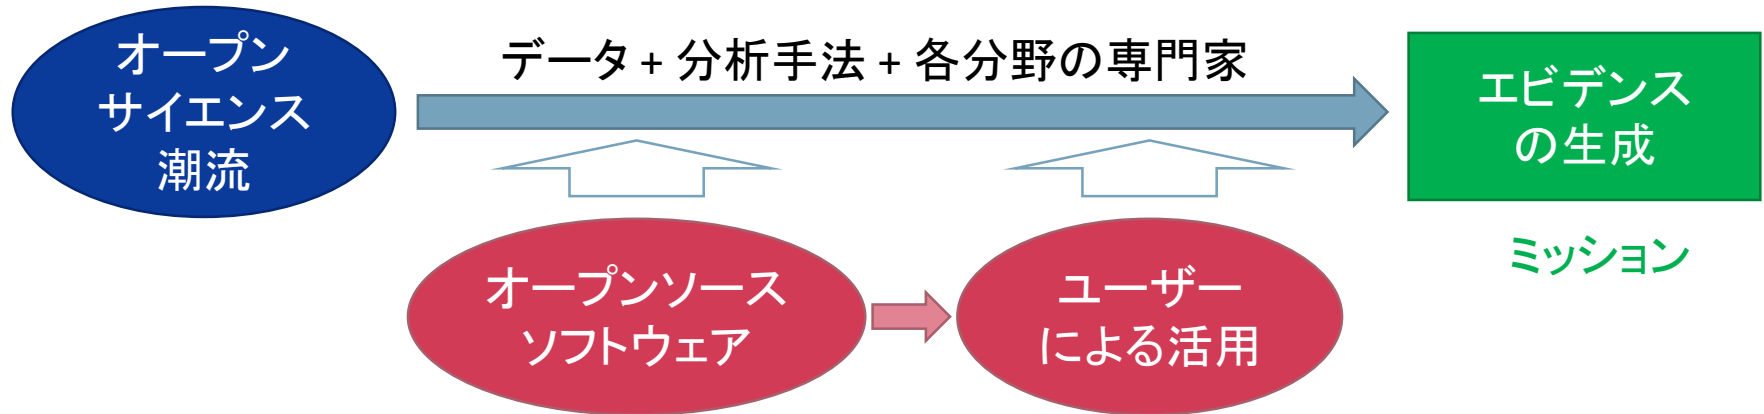 オープン
サイエンス
潮流
データ + 分析手法 + 各分野の専門家
エビデンス
の生成
ミッション
オープンソース
ソフトウェア
ユーザー
による活用